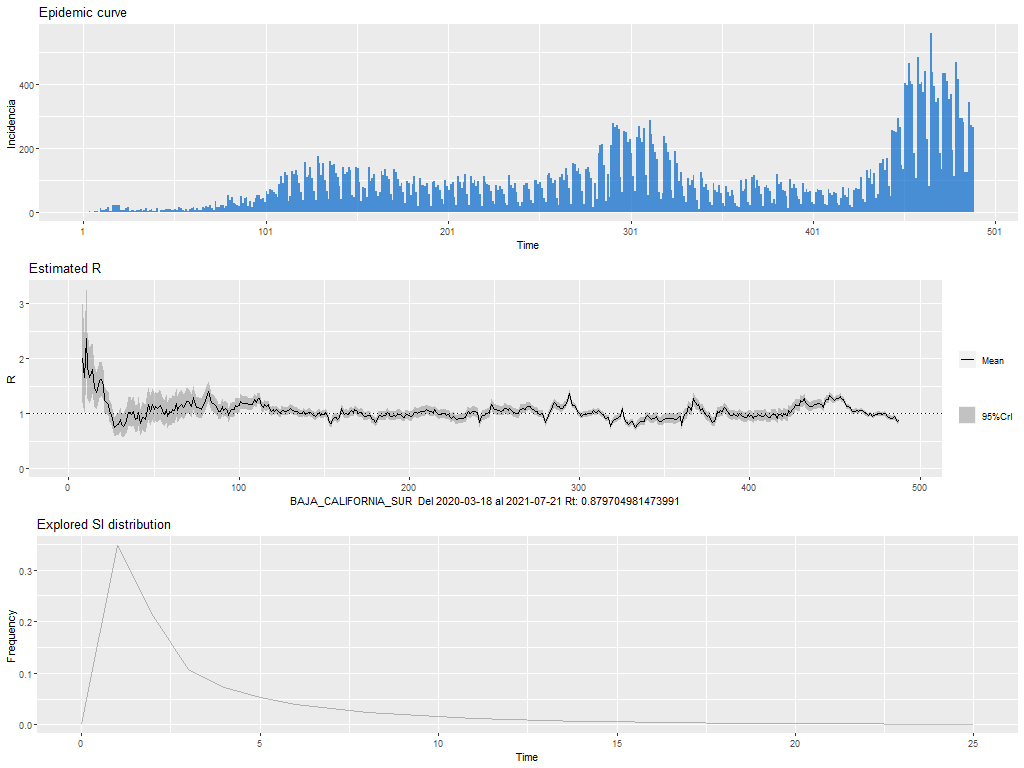 Epidemic curve
Incidencia
400
200
0
1
101
201
301
401
501
Time
Estimated R
R
3
2
1
0
Mean
95%CrI
0
100
200
300
400
500
BAJA_CALIFORNIA_SUR Del 2020-03-18 al 2021-07-21 Rt: 0.879704981473991
Explored SI distribution
Frequency
0.3
0.2
0.1
0.0
0
5
10
15
20
25
Time